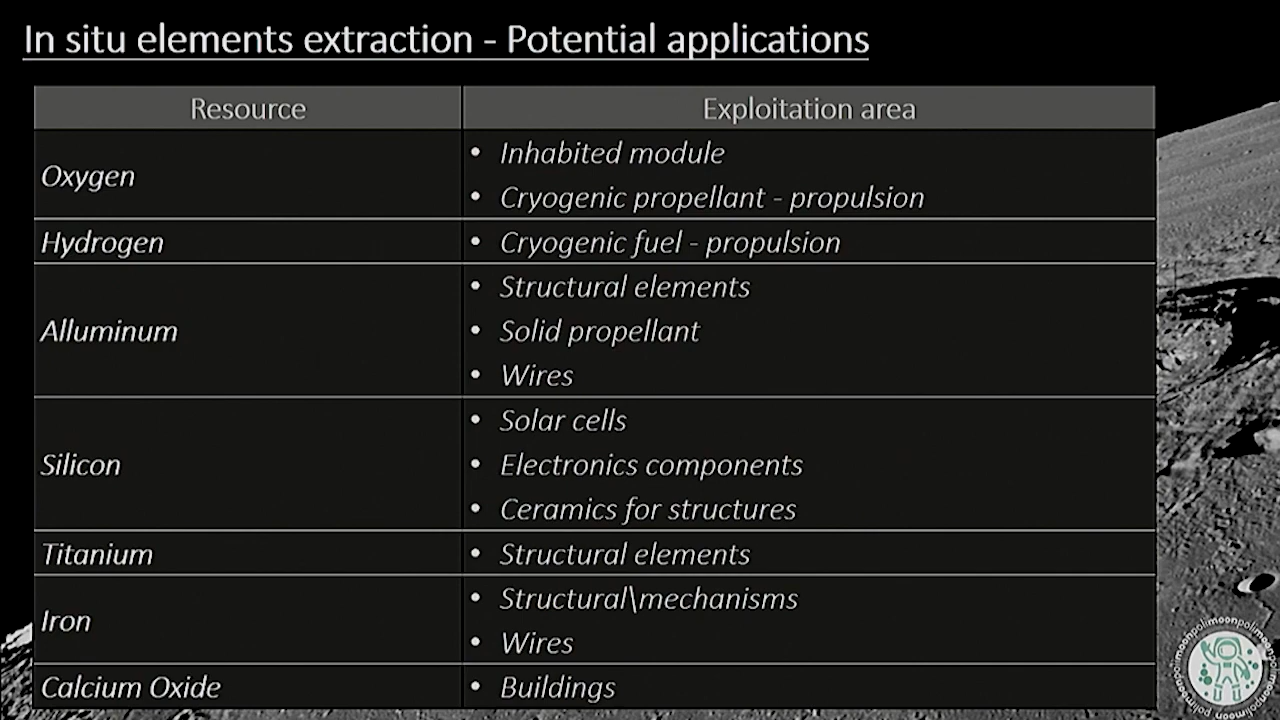 In situ elements extraction - Potential applications
Resource
Exploitation area
Oxygen
• Inhabited module
• Cryogenic propellant - propulsion
Hydrogen
• Cryogenic fuel - propulsion
Alluminum
• Structural elements
• Solid propellant
• Wires
Silicon
• Solar cells
• Electronics components
• Ceramics for structures
Titanium
• Structural elements
Iron
• Structural\mechanisms
• Wires
Calcium Oxide
• Buildings
moonpolimoonpolimoonpolimoonpoli